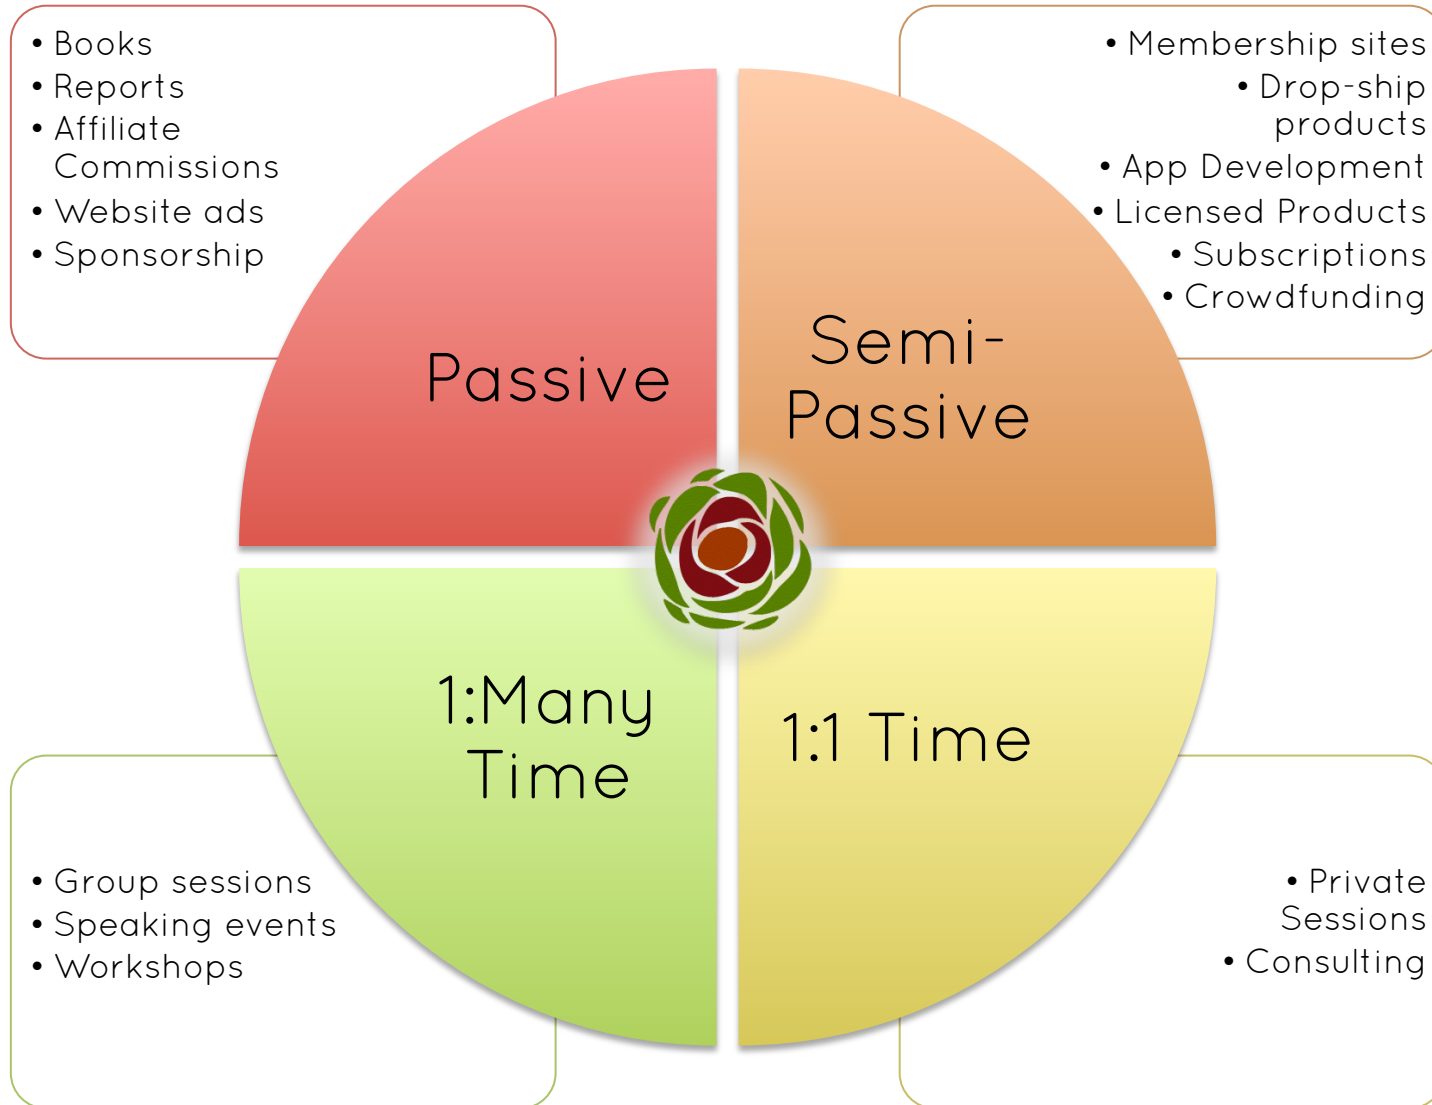 • Books
• Reports
• Affiliate
Commissions
• Website ads
• Sponsorship
• Membership sites
• Drop-ship
products
• App Development
• Licensed Products
• Subscriptions
• Crowdfunding
Passive
Semi-
Passive
1:Many
Time
1:1 Time
• Group sessions
• Speaking events
• Workshops
• Private
Sessions
• Consulting